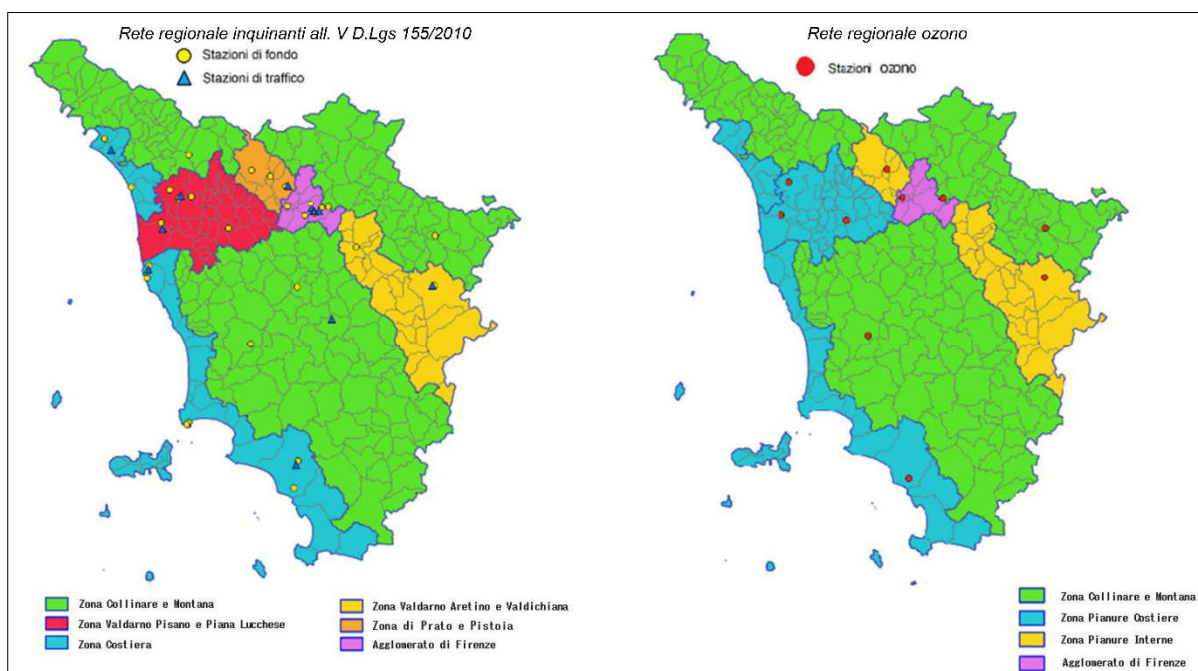 Rete regionale inquinanti all. V D.Lgs 155/2010
Stazioni di fondo
Stazioni di traffico
Zona Collinare e Montana
Zona Valdarno Pisano e Piana Lucchese
Zona Costiera
Zona Valdarno Aretino e Valdichiana
Zona di Prato e Pistoia
Agglomerato di Firenze
Rete regionale ozono
Stazioni ozono
Zona Collinare e Montana
Zona Pianure Costiere
Zona Pianure Interne
Agglomerato di Firenze